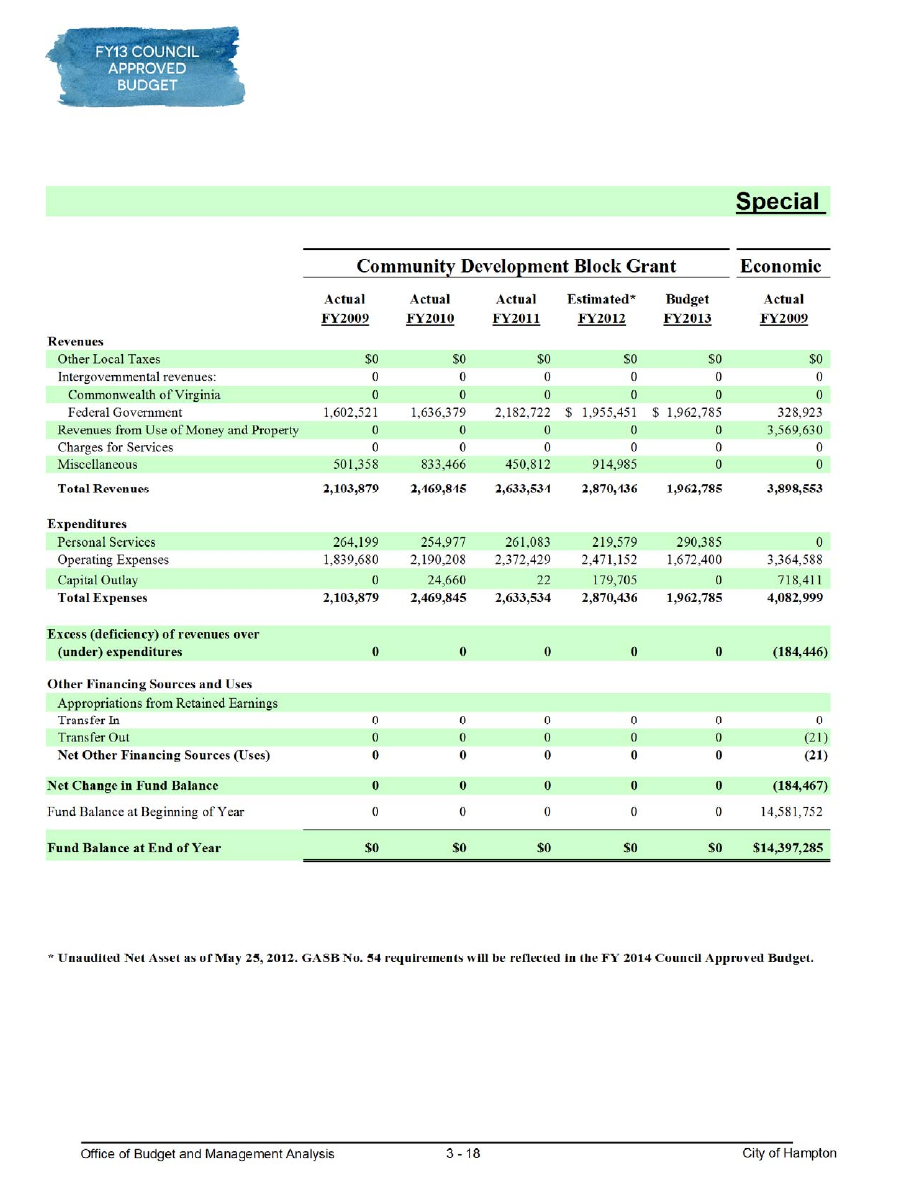 FY13 COUNCIL
APPROVED
BUDGET
Special
Community Development Block Grant Economic
Actual Actual Actual Estimated* Budget Actual
FY2009 FY2010 FY2011 FY2012 FY2013 FY2009
Revenues
Other Local Taxes $0 $0 $0 $0 $0 $0
Intergovernmental revenues: 0 0 0 0 0 0
Commonwealth of Virginia 0 0 0 0 0 0
Federal Government 1,602,521 1,636,379 2,182,722 $ 1,955,451 $ 1,962,785 328,923
Revenues from Use of Money and Property 0 0 0 0 0 3,569,630
Charges for Services 0 0 0 0 0 0
Miscellaneous 501,358 833,466 450,812 914,985 0 0
Total Revenues 2,103,879 2,469,845 2,633,534 2,870,436 1,962,785 3,898,553
Expenditures
Personal Services 264,199 254,977 261,083 219,579 290,385 0
Operating Expenses 1,839,680 2,190,208 2,372,429 2,471,152 1,672,400 3,364,588
Capital Outlay 0 24,660 22 179,705 0 718,411
Total Expenses 2,103,879 2,469,845 2,633,534 2,870,436 1,962,785 4,082,999
Excess (deficiency) of revenues over
(under) expenditures 0 0 0 0 0 (184,446)
Other Financing Sources and Uses
Appropriations from Retained Earnings
Transfer In 0 0 0 0 0 0
Transfer Out 0 0 0 0 0 (21)
Net Other Financing Sources (Uses) 0 0 0 0 0 (21)
Net Change in Fund Balance 0 0 0 0 0 (184,467)
Fund Balance at Beginning of Year 0 0 0 0 0 14,581,752
Fund Balance at End of Year $0 $0 $0 $0 $0 $14,397,285
* Unaudited Net Asset as of May 25, 2012. GASB No. 54 requirements will be reflected in the FY 2014 Council Approved Budget.
Office of Budget and Management Analysis 3 - 18 City of Hampton